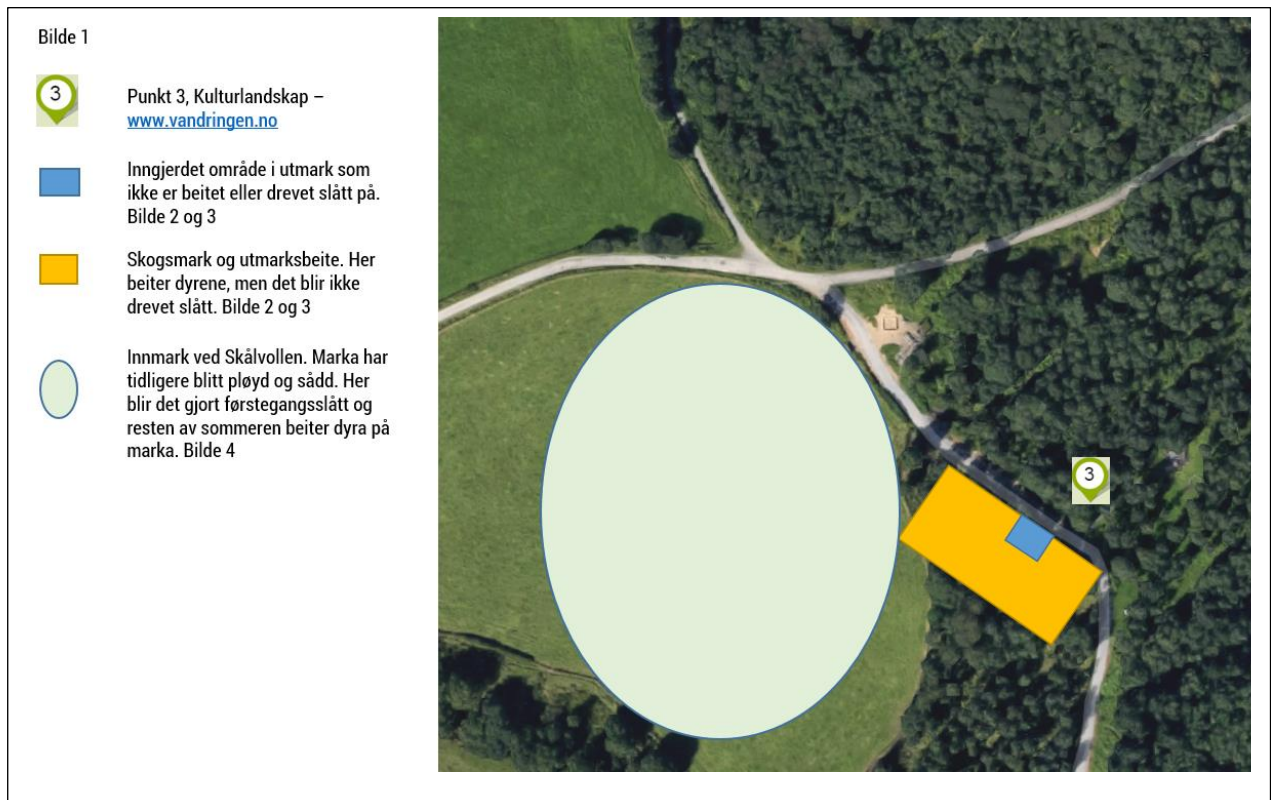 Bilde 1
3
Punkt 3, Kulturlandskap –
www.vandringen.no
Inngjerdet område i utmark som
ikke er beitet eller drevet slått på.
Bilde 2 og 3
Skogsmark og utmarksbeite. Her
beiter dyrene, men det blir ikke
drevet slått. Bilde 2 og 3
Innmark ved Skålvollen. Marka har
tidligere blitt pløyd og sådd. Her
blir det gjort førstegangsslått og
resten av sommeren beiter dyra på
marka. Bilde 4
3